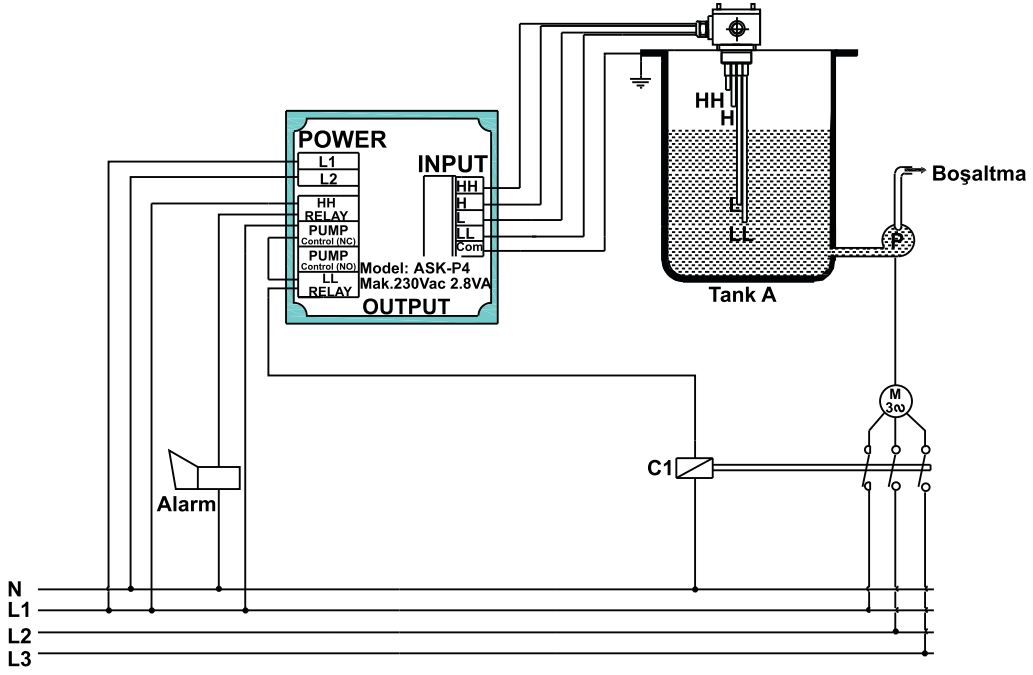 POWER
L1
L2
HH
RELAY
PUMP
Control (NC)
PUMP
Control (NO)
LL
RELAY
INPUT
HH
H
L
LL
Com
Model: ASK-P4
Mak.230Vac 2.8VA
OUTPUT
HH
H
L
LL
Tank A
P
Boşaltma
M
3∾
C1
Alarm
N
L1
L2
L3